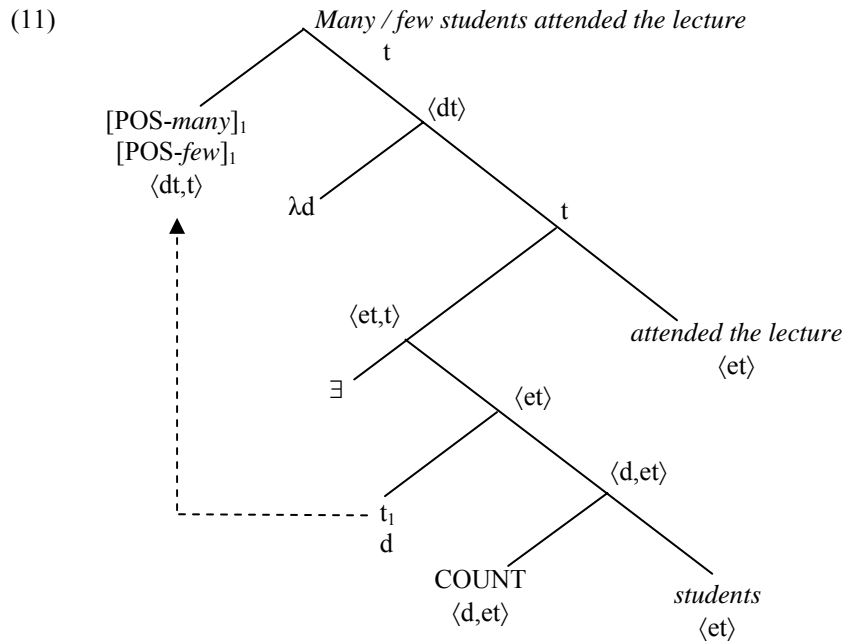 (11)
Many / few students attended the lecture
t
⟨dt⟩
[POS-many]₁
[POS-few]₁
⟨dt,t⟩
λd
t
⟨et,t⟩
attended the lecture
⟨et⟩
∃
⟨et⟩
⟨d,et⟩
t₁
d
COUNT
⟨d,et⟩
students
⟨et⟩